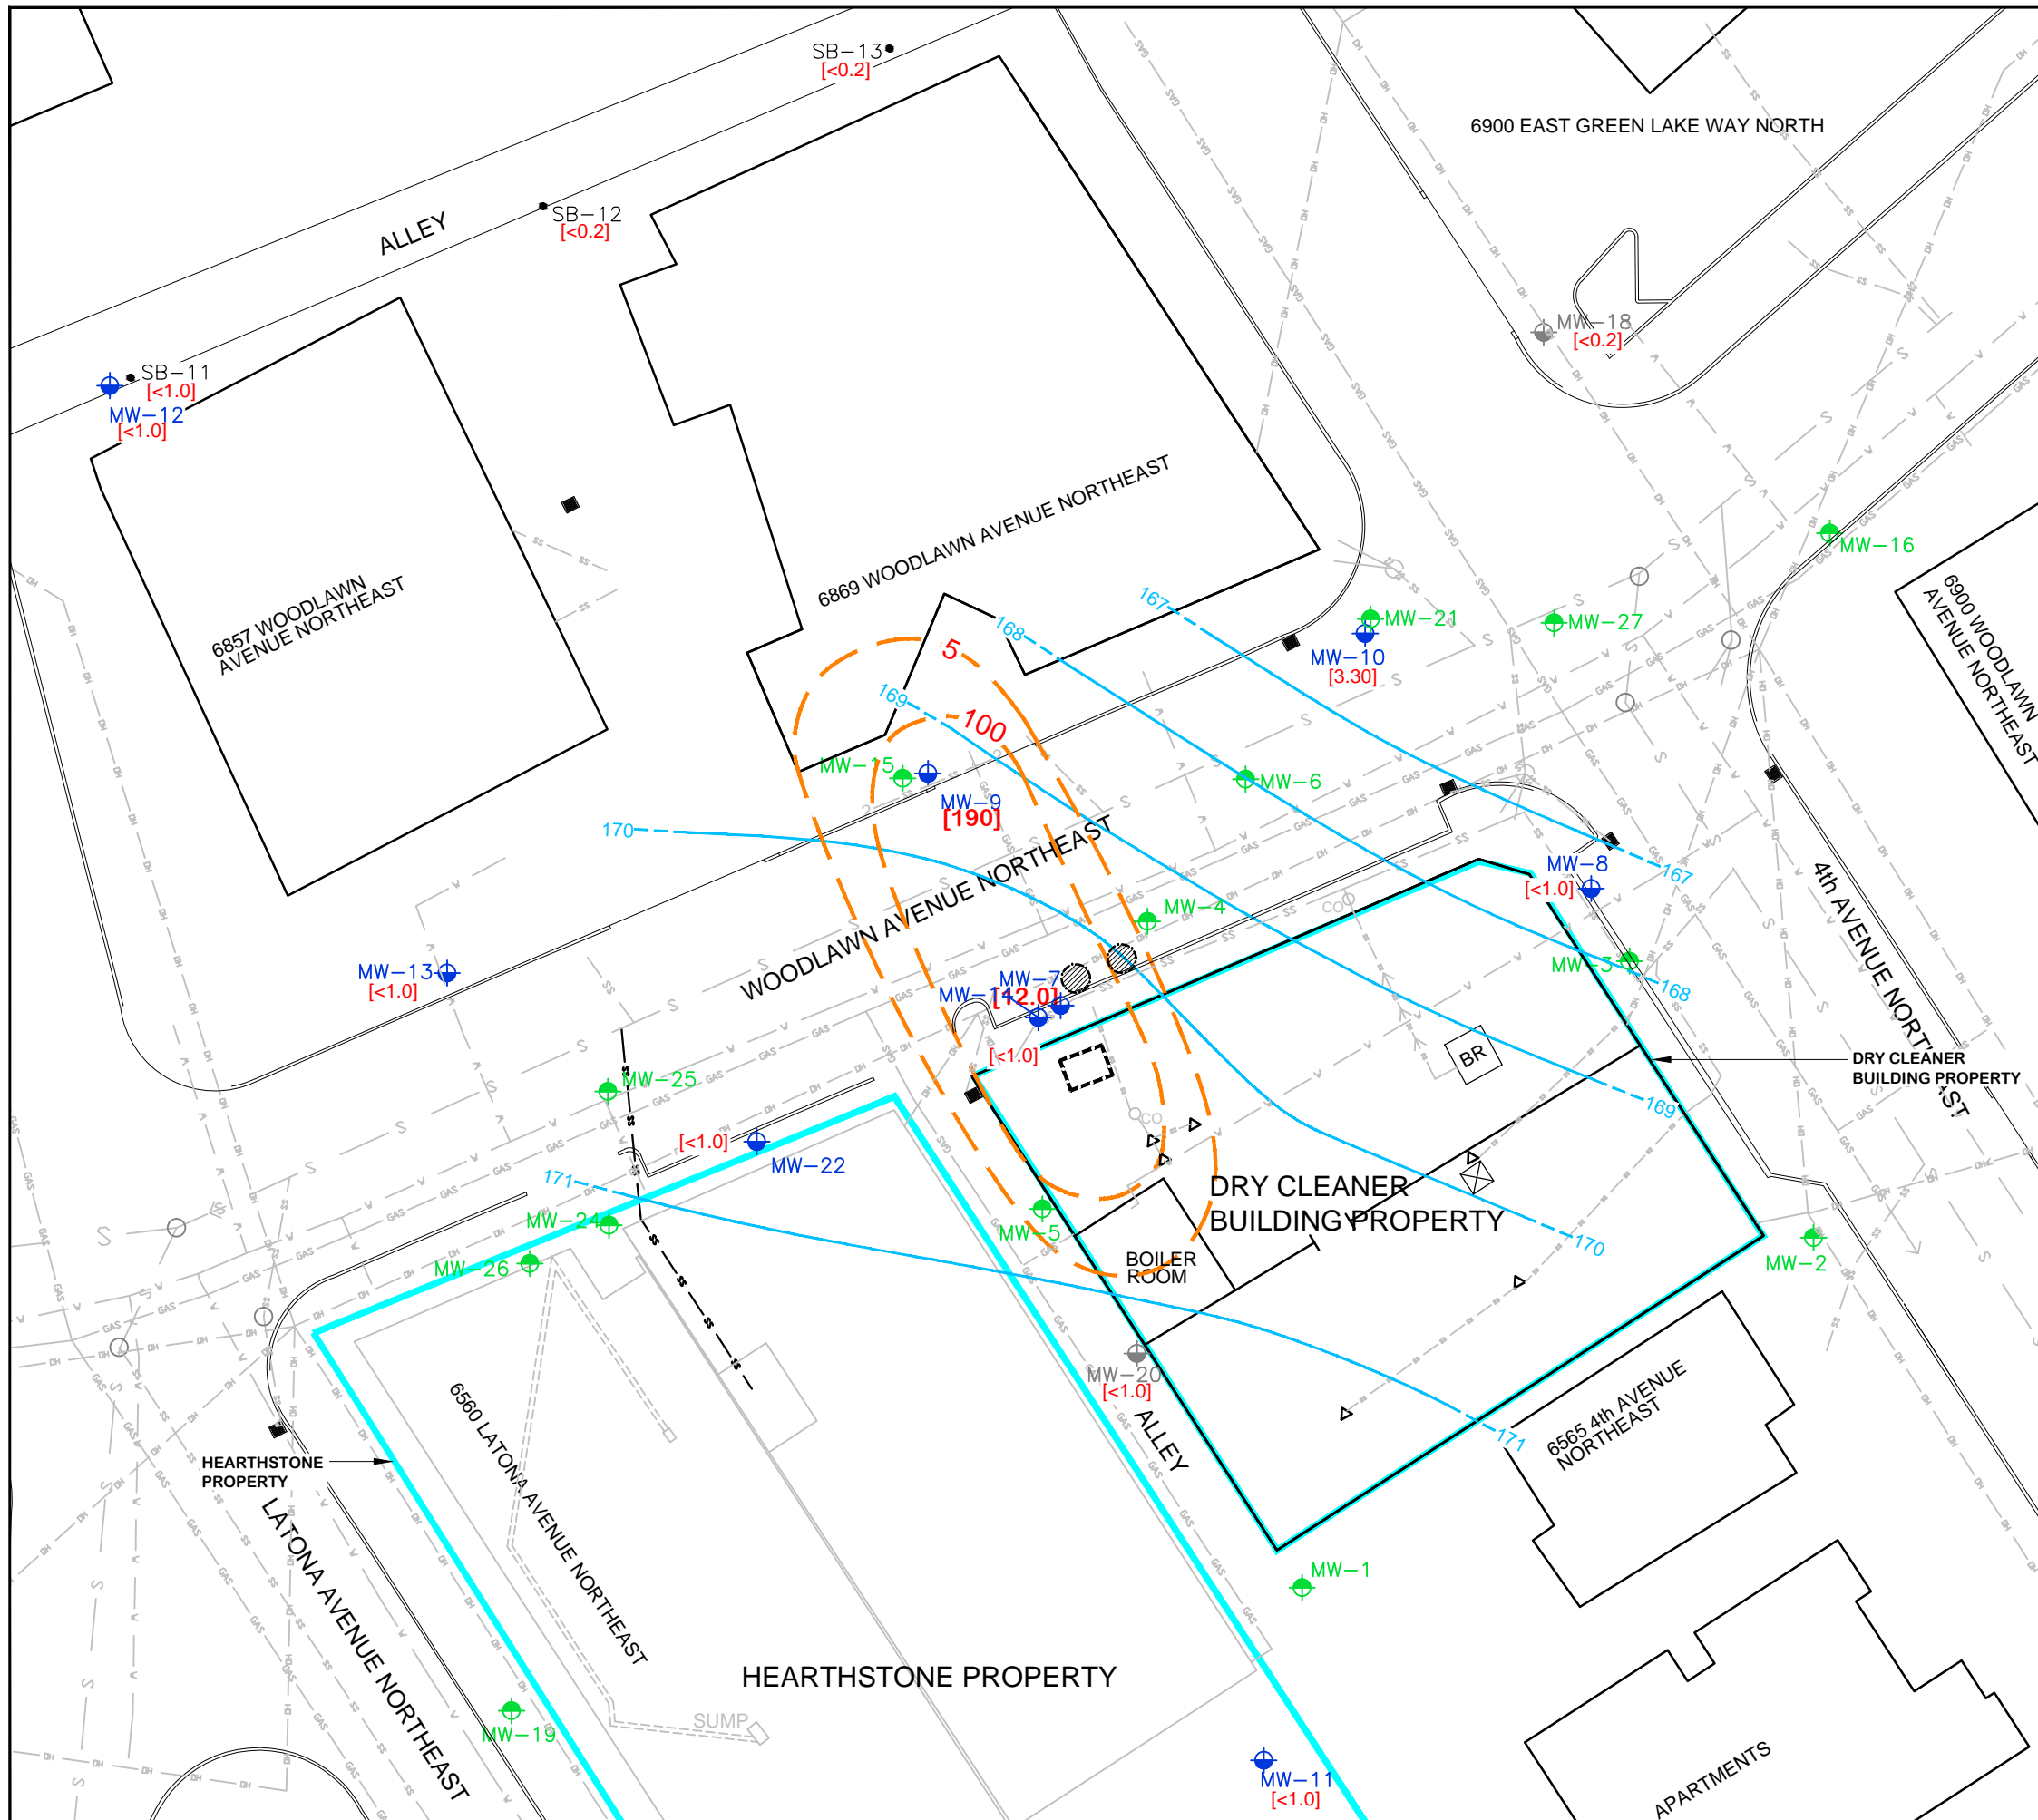 SB-13
[<0.2]
6900 EAST GREEN LAKE WAY NORTH
SB-12
[<0.2]
ALLEY
MW-18
[<0.2]
SB-11
[<1.0]
MW-12
[<1.0]
6869 WOODLAWN AVENUE NORTHEAST
MW-16
6857 WOODLAWN
AVENUE NORTHEAST
6900 WOODLAWN
AVENUE NORTHEAST
167
168
5
MW-21
MW-27
MW-10
[3.30]
169
100
MW-15
MW-9
[190]
MW-6
170
WOODLAWN AVENUE NORTHEAST
MW-8
[<1.0]
167
4th AVENUE NORTHEAST
CO
MW-4
MW-13
[<1.0]
MW-7
MW-14
[42.0]
MW-3
168
[<1.0]
BR
DRY CLEANER
BUILDING PROPERTY
MW-25
169
CO
[<1.0]
MW-22
171
DRY CLEANER
BUILDING PROPERTY
MW-24
MW-5
170
MW-26
BOILER
ROOM
MW-2
MW-20
[<1.0]
6560 LATONA AVENUE NORTHEAST
ALLEY
171
6565 4th AVENUE
NORTHEAST
HEARTHSTONE
PROPERTY
LATONA AVENUE NORTHEAST
MW-1
HEARTHSTONE PROPERTY
SUMP
MW-19
MW-11
[<1.0]
APARTMENTS